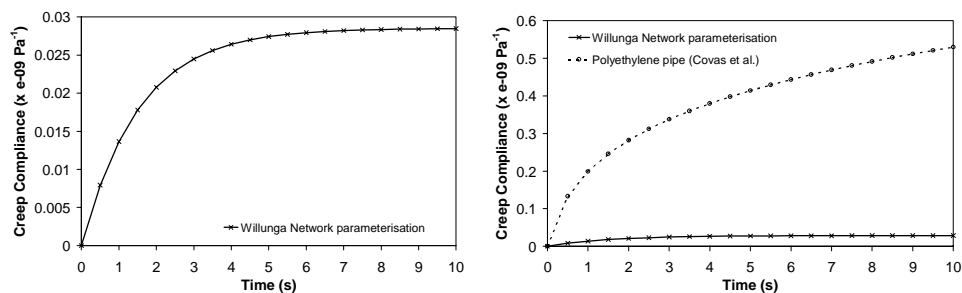 0.03
0.025
0.02
0.015
0.01
0.005
0
Creep Compliance (x e-09 Pa-1)
Willunga Network parameterisation
0 1 2 3 4 5 6 7 8 9 10
Time (s)
0.6
0.5
0.4
0.3
0.2
0.1
0
Creep Compliance (x e-09 Pa-1)
Willunga Network parameterisation
Polyethylene pipe (Covas et al.)
0 1 2 3 4 5 6 7 8 9 10
Time (s)